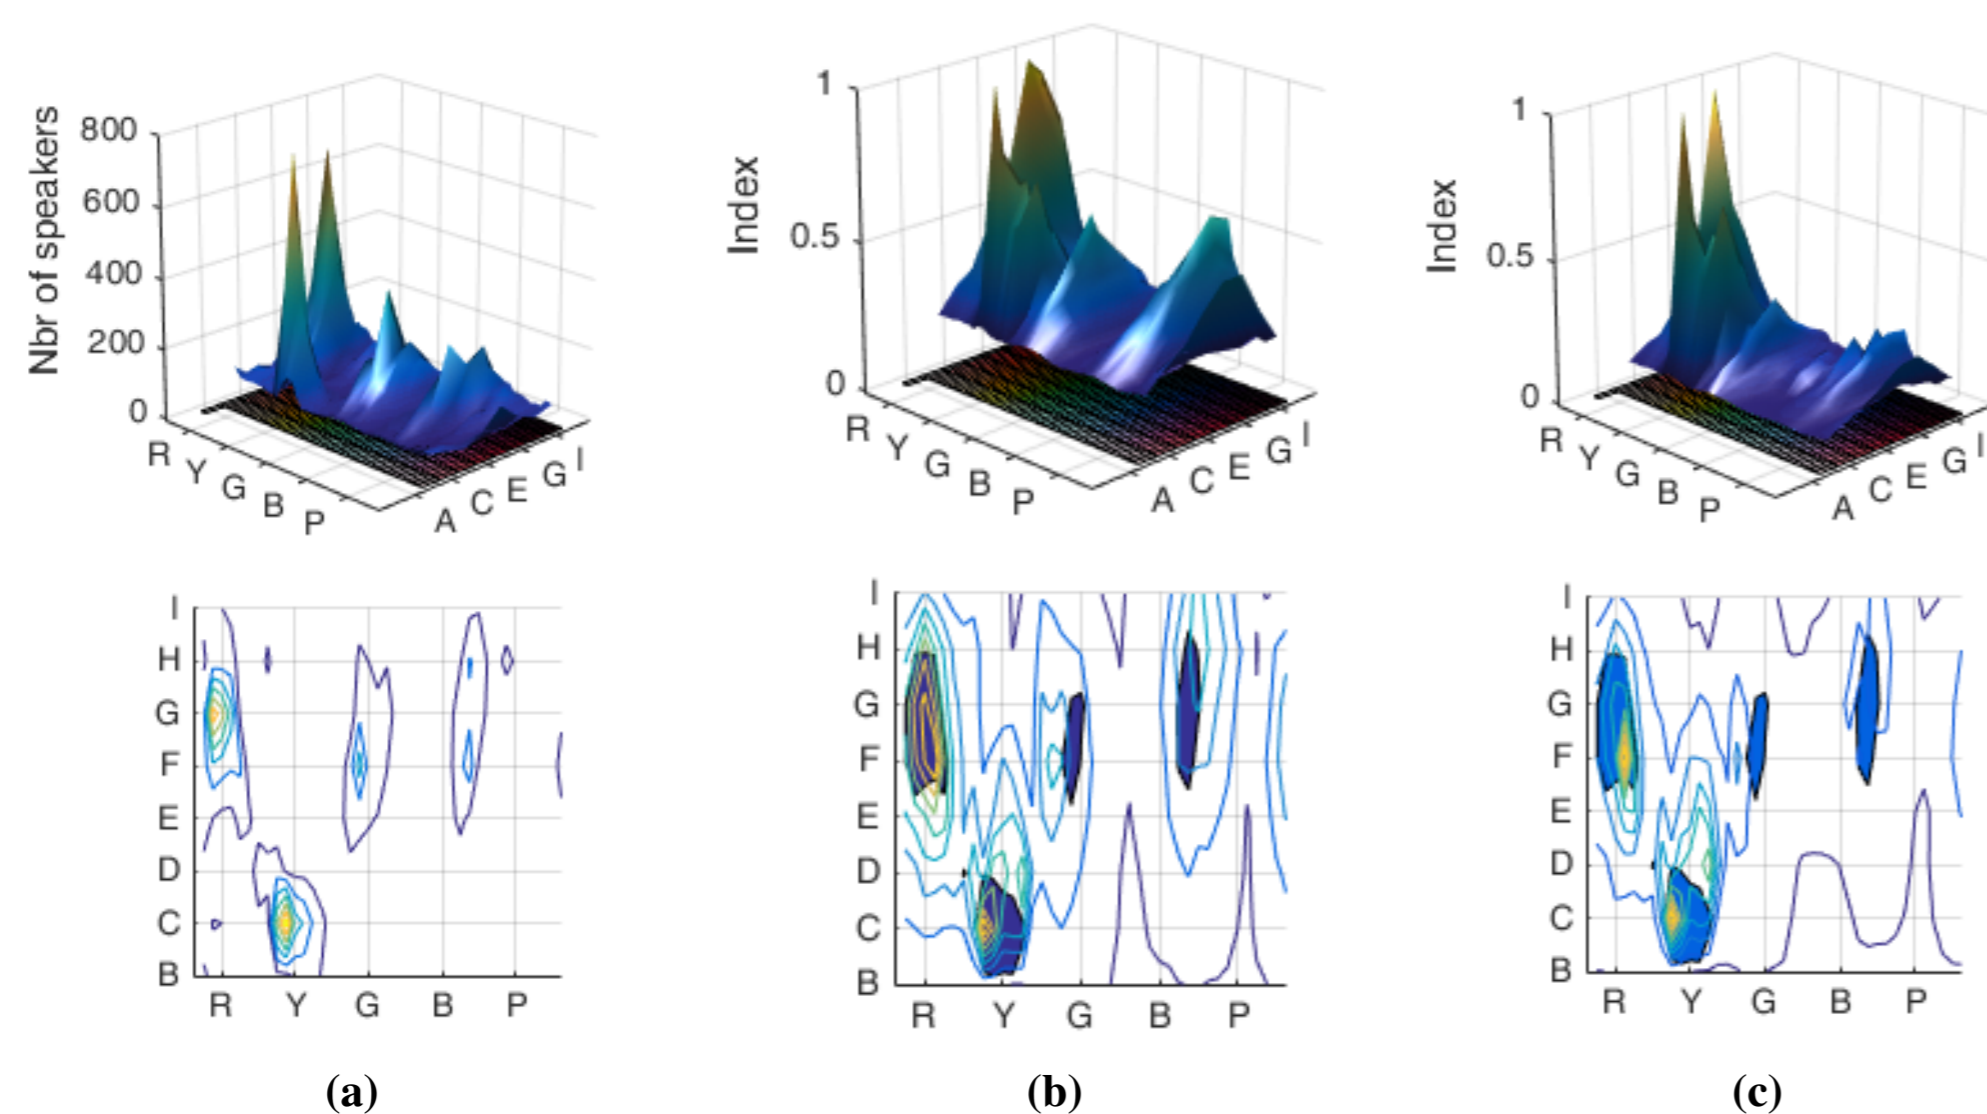 Nbr of speakers
800
600
400
200
0
R Y G B P
A C E G I
Index
1
0.5
0
R Y G B P
A C E G I
Index
1
0.5
0
R Y G B P
A C E G I
I
H
G
F
E
D
C
B
R Y G B P
I
H
G
F
E
D
C
B
R Y G B P
I
H
G
F
E
D
C
B
R Y G B P
(a)
(b)
(c)